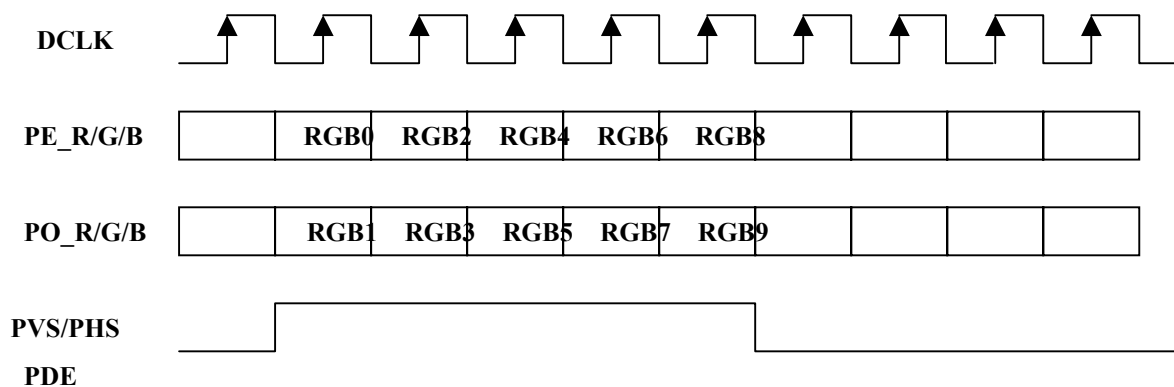 DCLK
PE_R/G/B RGB0 RGB2 RGB4 RGB6 RGB8
PO_R/G/B RGB1 RGB3 RGB5 RGB7 RGB9
PVS/PHS
PDE